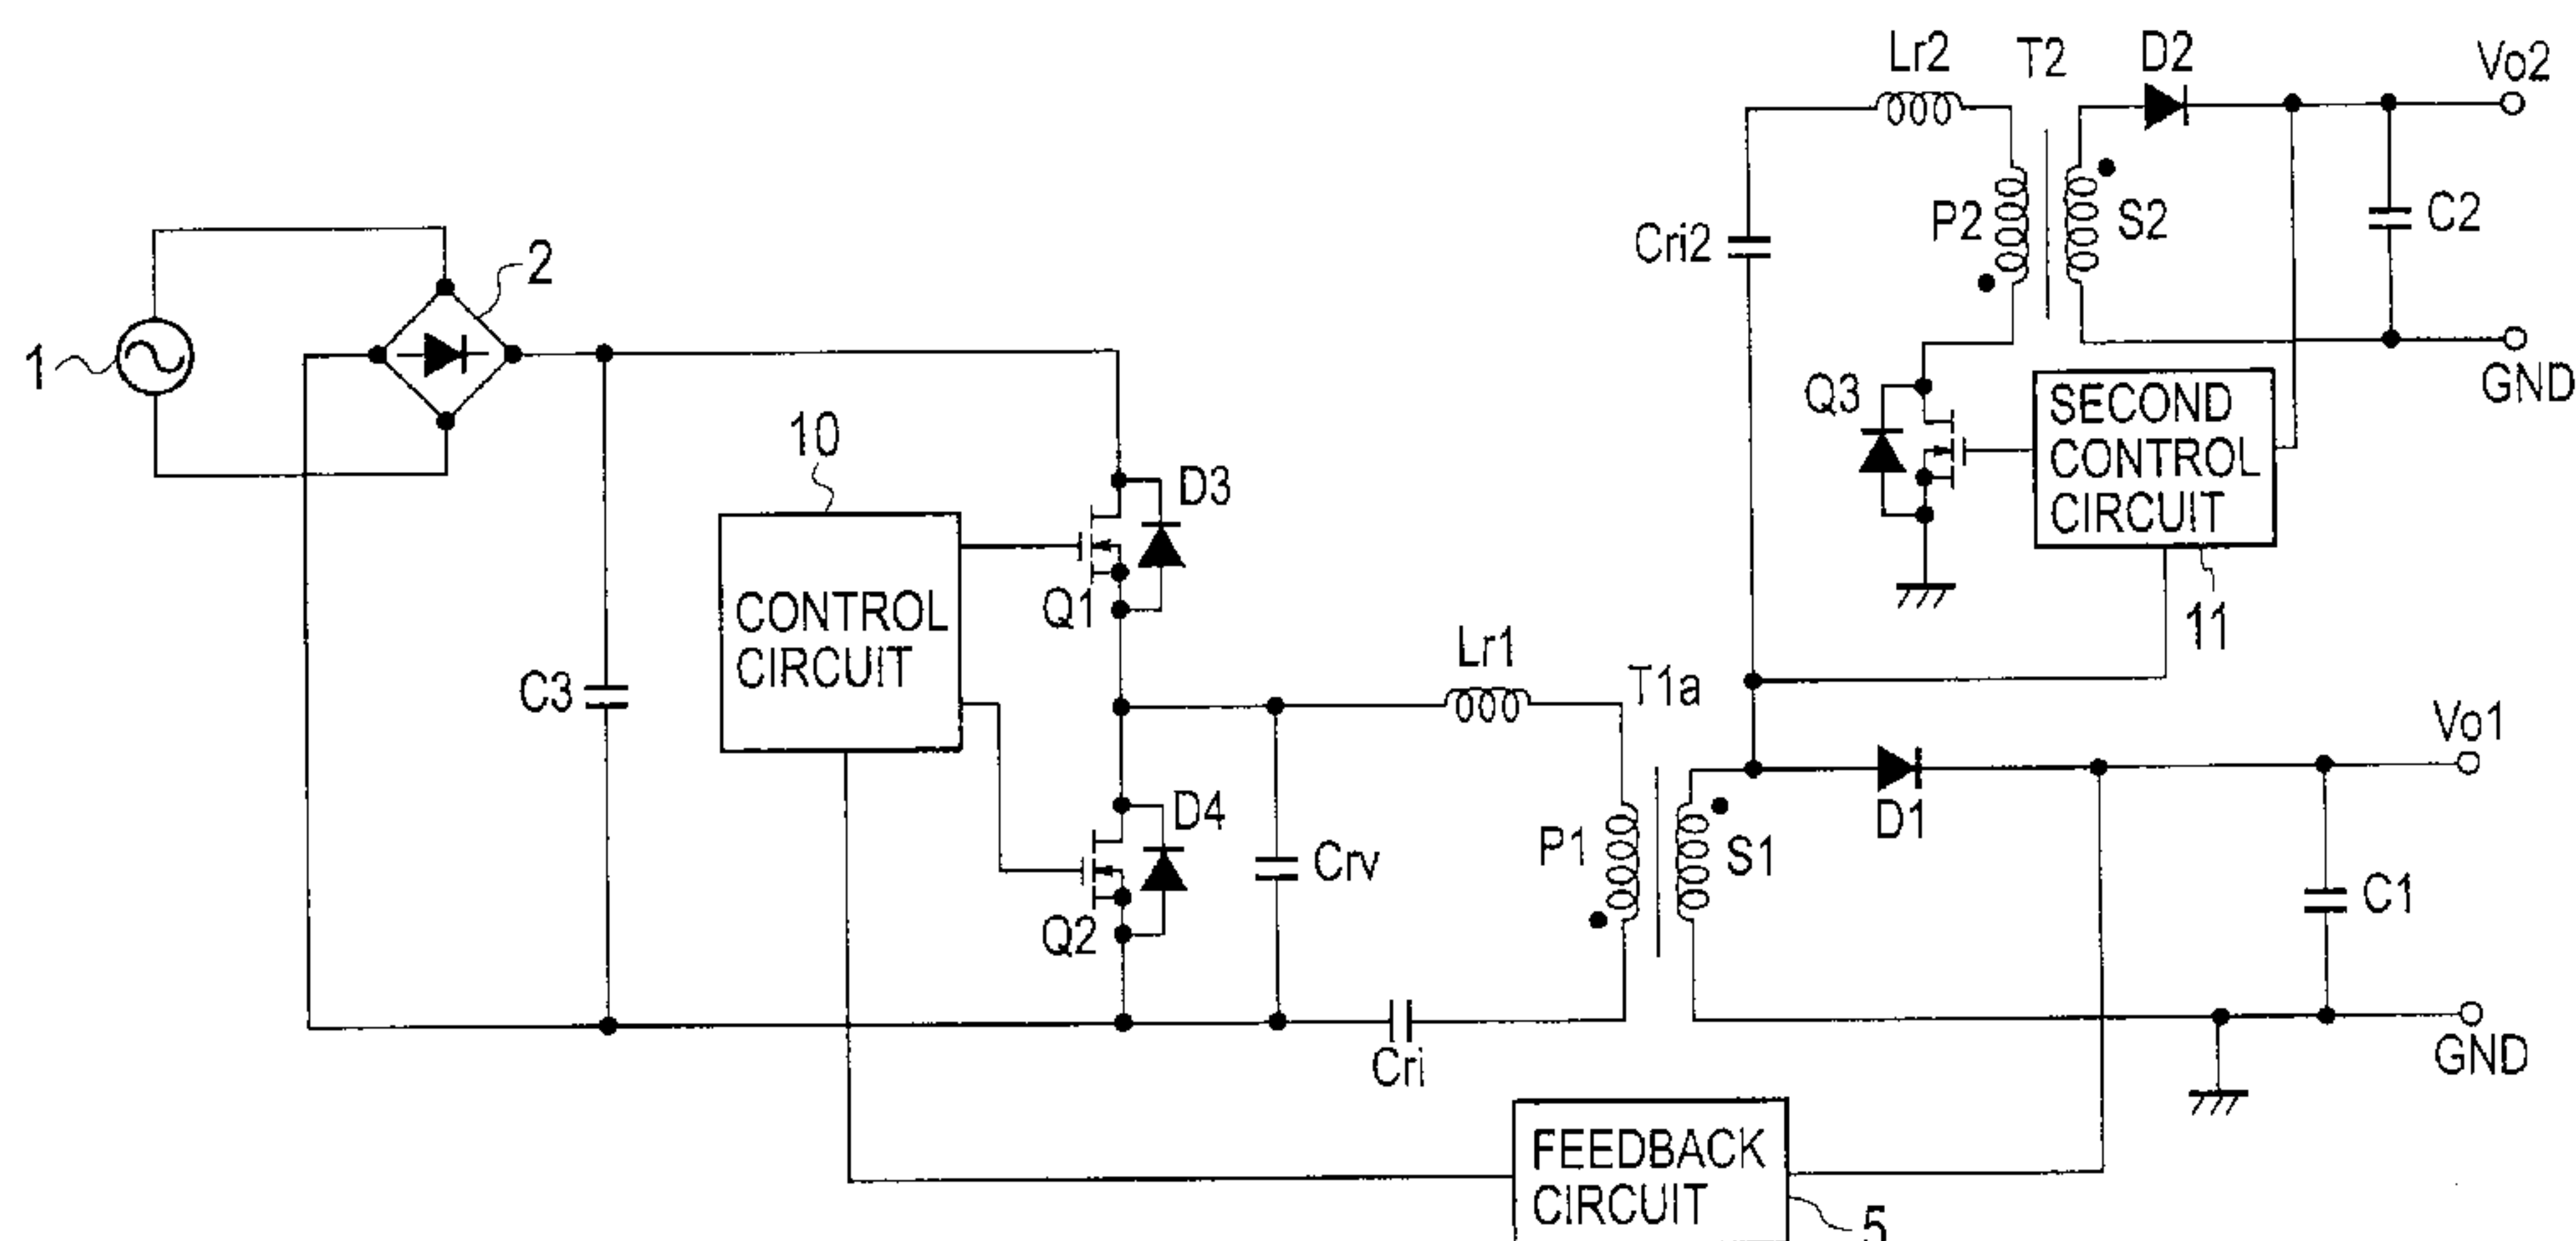 Lr2
T2
D2
Vo2
P2
S2
C2
Cri2
2
1
GND
Q3
SECOND
CONTROL
CIRCUIT
10
D3
11
Q1
CONTROL
CIRCUIT
C3
Lr1
T1a
Vo1
D4
D1
P1
S1
Crv
C1
Q2
Cri
GND
FEEDBACK
CIRCUIT
5